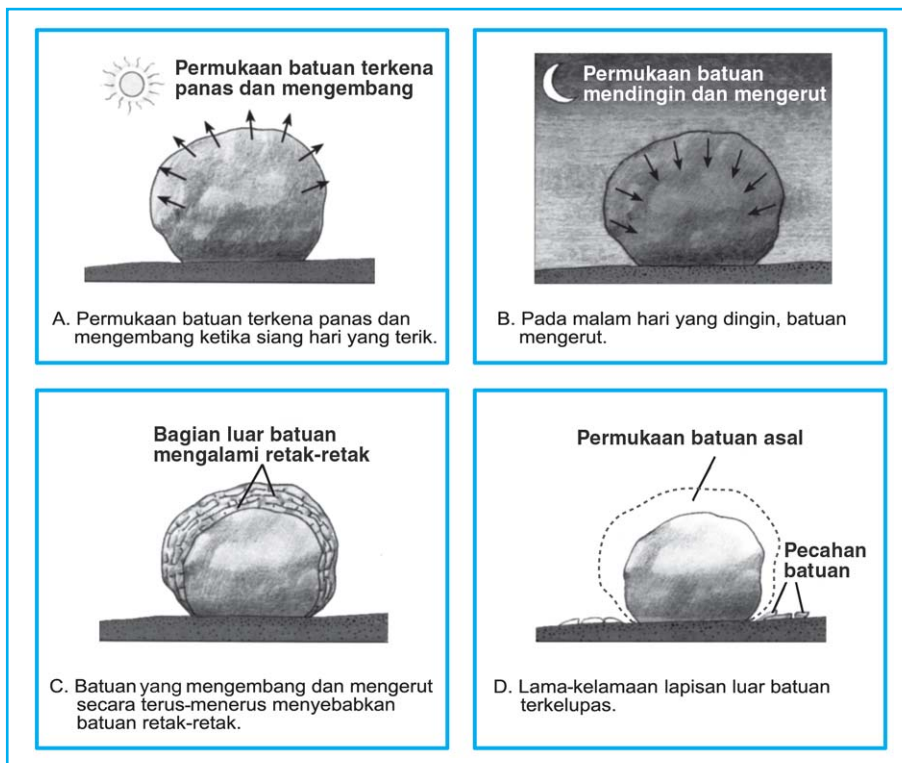 Permukaan batuan terkena
panas dan mengembang
A. Permukaan batuan terkena panas dan
mengembang ketika siang hari yang terik.
Permukaan batuan
mendingin dan mengerut
B. Pada malam hari yang dingin, batuan
mengerut.
Bagian luar batuan
mengalami retak-retak
C. Batuan yang mengembang dan mengerut
secara terus-menerus menyebabkan
batuan retak-retak.
Permukaan batuan asal
Pecahan
batuan
D. Lama-kelamaan lapisan luar batuan
terkelupas.